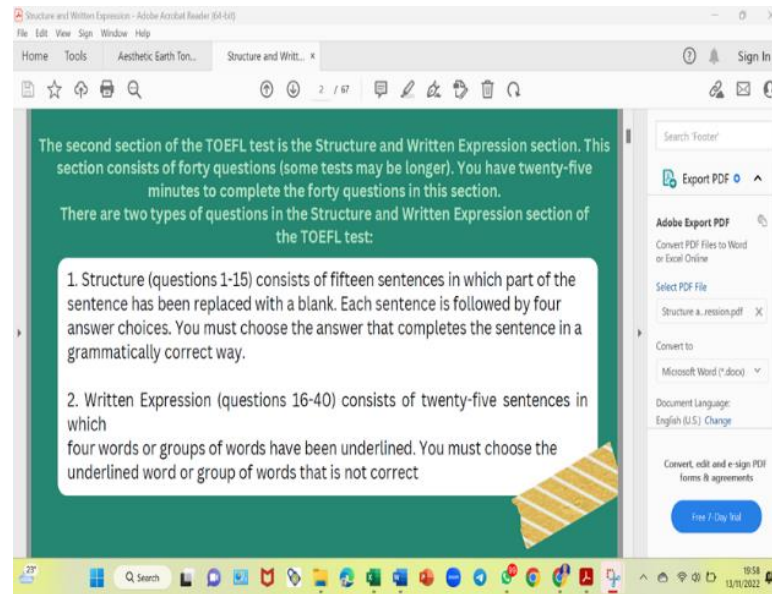 Structure and Written Expression - Adobe Acrobat Reader (64-bit)
File Edit View Sign Window Help
Home Tools Aesthetic Earth Ton... Structure and Writt... × Sign In
2 / 67
The second section of the TOEFL test is the Structure and Written Expression section. This
section consists of forty questions (some tests may be longer). You have twenty-five
minutes to complete the forty questions in this section.
There are two types of questions in the Structure and Written Expression section of
the TOEFL test:
1. Structure (questions 1-15) consists of fifteen sentences in which part of the
sentence has been replaced with a blank. Each sentence is followed by four
answer choices. You must choose the answer that completes the sentence in a
grammatically correct way.
2. Written Expression (questions 16-40) consists of twenty-five sentences in
which
four words or groups of words have been underlined. You must choose the
underlined word or group of words that is not correct
Search 'Footer'
Export PDF
Adobe Export PDF
Convert PDF Files to Word
or Excel Online
Select PDF File
Structure a...ression.pdf
Convert to
Microsoft Word (*.docx)
Document Language:
English (U.S.) Change
Convert, edit and e-sign PDF
forms & agreements
Free 7-Day Trial
23°
Search
19:58
13/11/2022